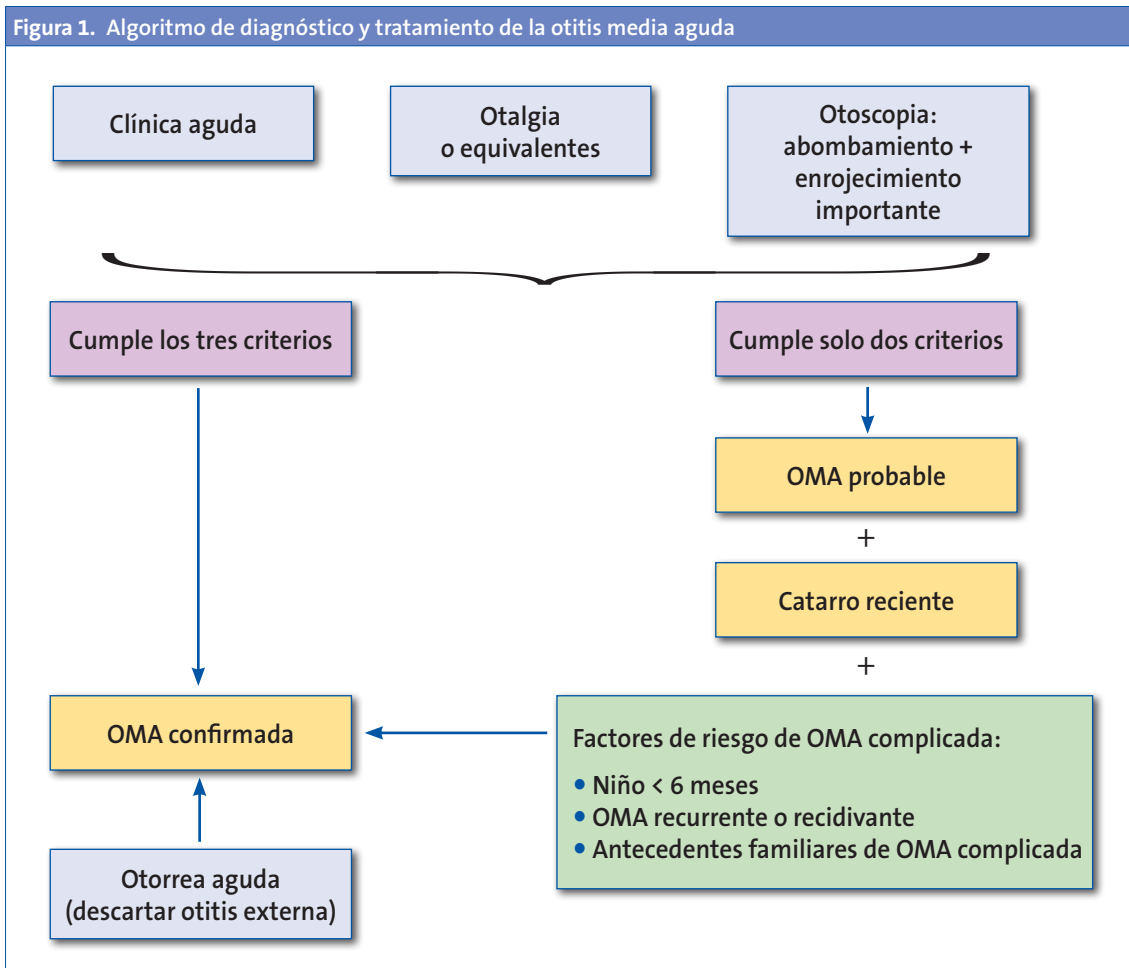 Figura 1. Algoritmo de diagnóstico y tratamiento de la otitis media aguda
Clínica aguda
Otalgia
o equivalentes
Otoscopia:
abombamiento +
enrojecimiento
importante
Cumple los tres criterios
Cumple solo dos criterios
OMA probable
+
Catarro reciente
+
OMA confirmada
Factores de riesgo de OMA complicada:
• Niño < 6 meses
• OMA recurrente o recidivante
• Antecedentes familiares de OMA complicada
Otorrea aguda
(descartar otitis externa)